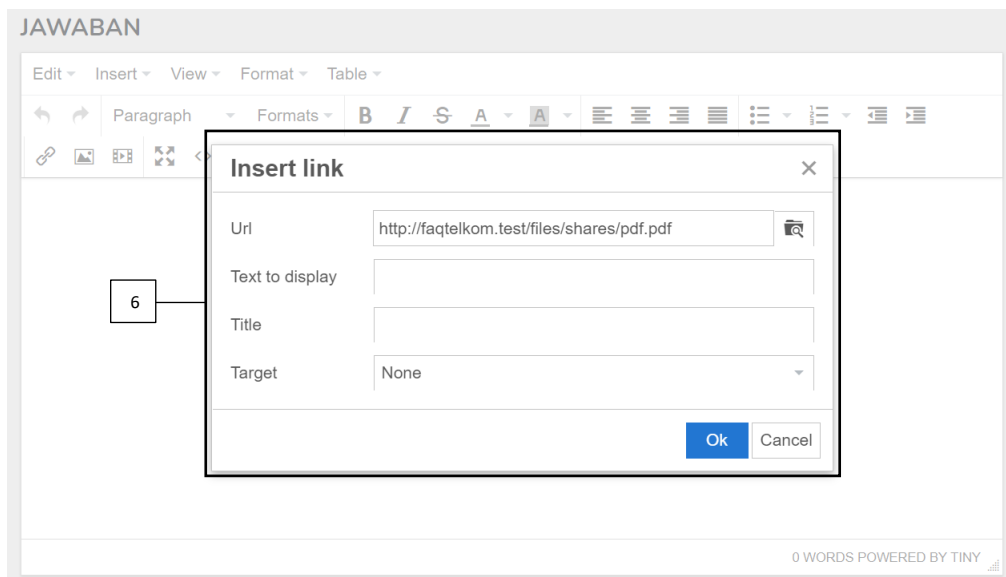 JAWABAN
Edit Insert View Format Table
Paragraph Formats B I S A A
Insert link
Url http://faqtelkom.test/files/shares/pdf.pdf
Text to display
6
Title
Target None
Ok Cancel
0 WORDS POWERED BY TINY